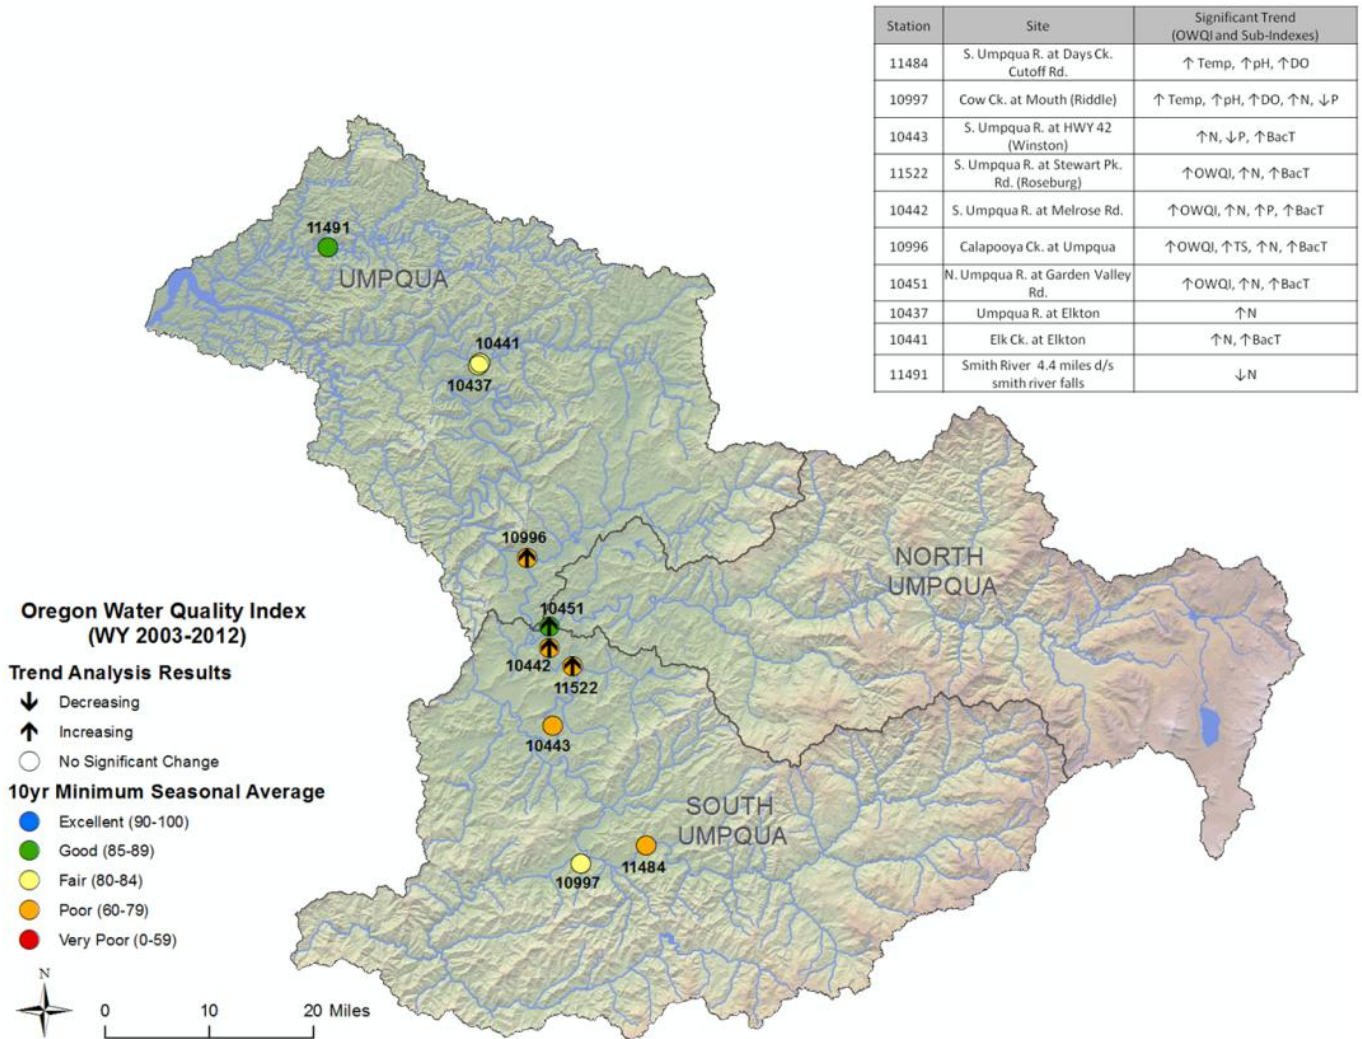 Station Site Significant Trend
(OWQI and Sub-Indexes)
11484 S. Umpqua R. at Days Ck.
Cutoff Rd. ↑Temp, ↑pH, ↑DO
10997 Cow Ck. at Mouth (Riddle) ↑Temp, ↑pH, ↑DO, ↑N, ↓P
10443 S. Umpqua R. at HWY 42
(Winston) ↑N, ↓P, ↑BacT
11522 S. Umpqua R. at Stewart Pk.
Rd. (Roseburg) ↑OWQI, ↑N, ↑BacT
10442 S. Umpqua R. at Melrose Rd. ↑OWQI, ↑N, ↑P, ↑BacT
10996 Calapooya Ck. at Umpqua ↑OWQI, ↑TS, ↑N, ↑BacT
10451 N. Umpqua R. at Garden Valley
Rd. ↑OWQI, ↑N, ↑BacT
10437 Umpqua R. at Elkton ↑N
10441 Elk Ck. at Elkton ↑N, ↑BacT
11491 Smith River 4.4 miles d/s
smith river falls ↓N
11491
UMPQUA
10441
10437
10996
NORTH
UMPQUA
10451
10442
11522
10443
SOUTH
UMPQUA
11484
10997
Oregon Water Quality Index
(WY 2003-2012)
Trend Analysis Results
Decreasing
Increasing
No Significant Change
10yr Minimum Seasonal Average
Excellent (90-100)
Good (85-89)
Fair (80-84)
Poor (60-79)
Very Poor (0-59)
N
0 10 20 Miles